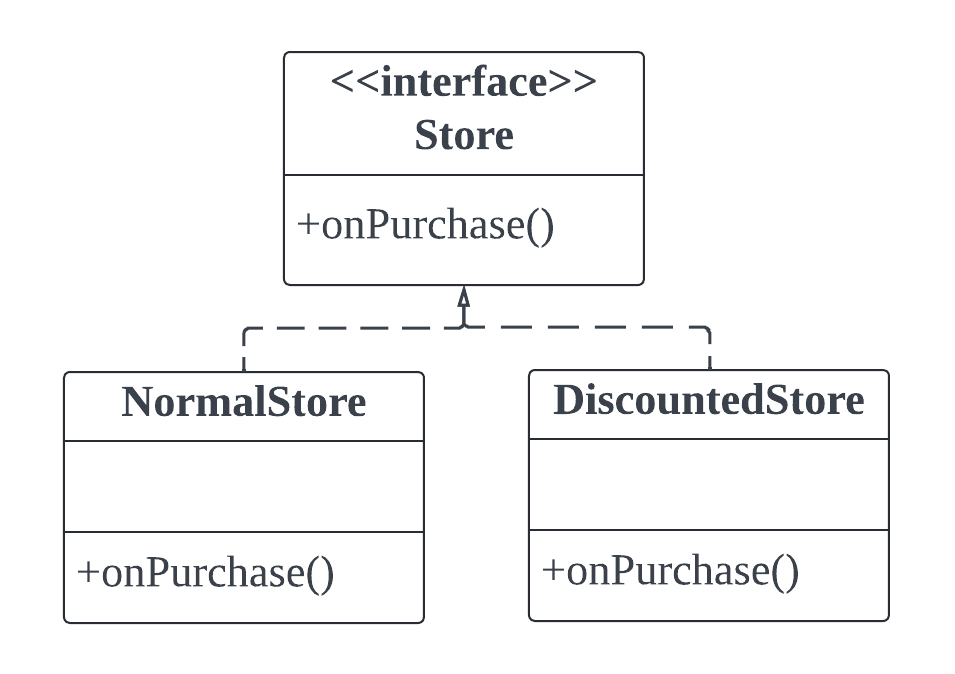 <<interface>>
Store
+onPurchase()
NormalStore
+onPurchase()
DiscountedStore
+onPurchase()